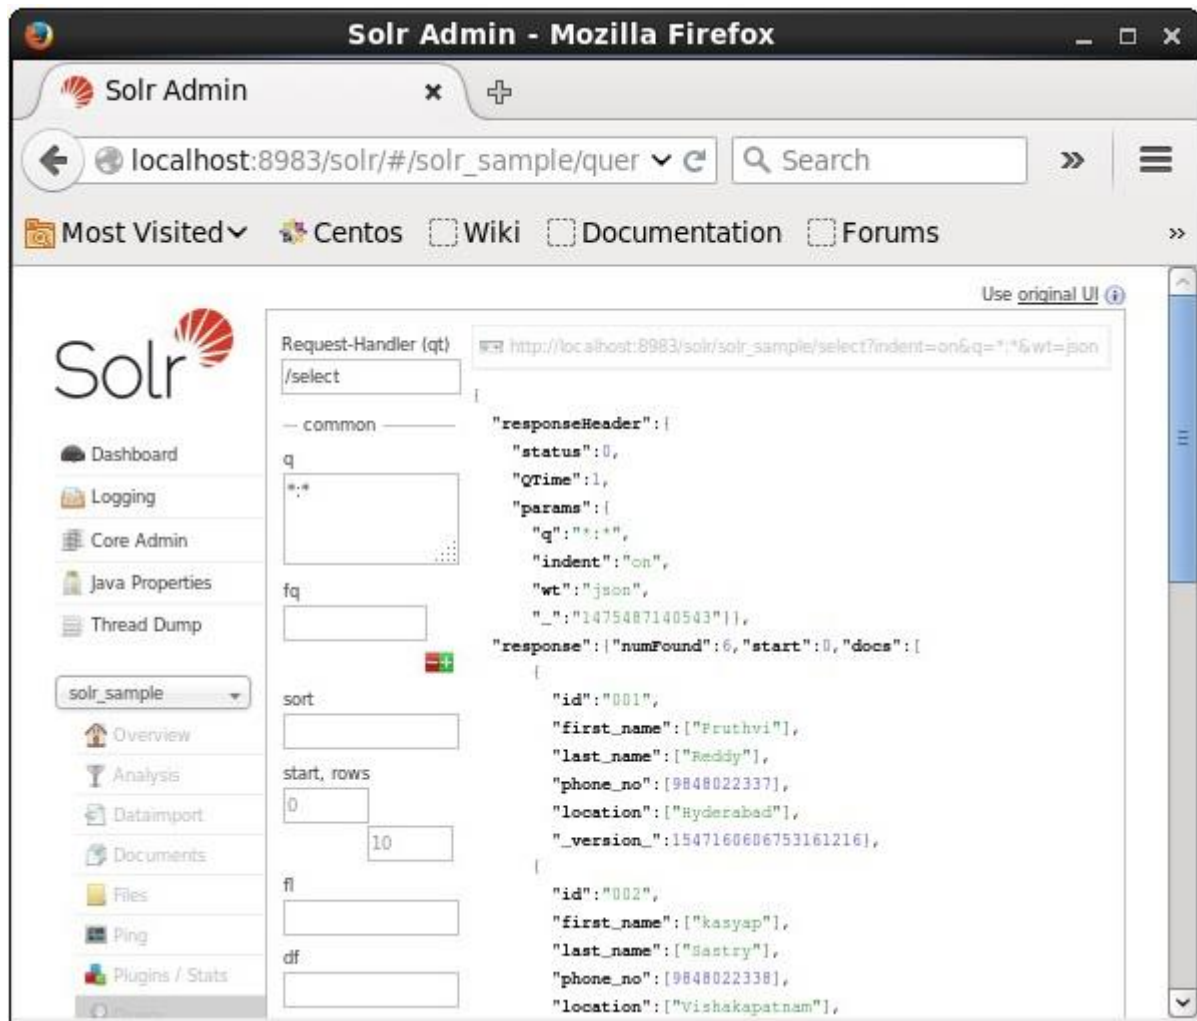 Solr Admin - Mozilla Firefox
Solr Admin
localhost:8983/solr/#/solr_sample/quer
Search
Most Visited
Centos
Wiki
Documentation
Forums
Use original UI
Solr
Dashboard
Logging
Core Admin
Java Properties
Thread Dump
solr_sample
Overview
Analysis
Dataimport
Documents
Files
Ping
Plugins / Stats
Request-Handler (qt)
/select
common
q
*:*
fq
sort
start, rows
0
10
fl
df
http://localhost:8983/solr/solr_sample/select?indent=on&q=*:*&wt=json
{
"responseHeader":{
"status":0,
"QTime":1,
"params":{
"q":"*:*",
"indent":"on",
"wt":"json",
"_":"1475487140543"}},
"response":{"numFound":6,"start":0,"docs":[
{
"id":"001",
"first_name":["Pruthvi"],
"last_name":["Reddy"],
"phone_no":[9848022337],
"location":["Hyderabad"],
"_version_":1547160606753161216},
{
"id":"002",
"first_name":["kasyap"],
"last_name":["Sastry"],
"phone_no":[9848022338],
"location":["Vishakapatnam"],